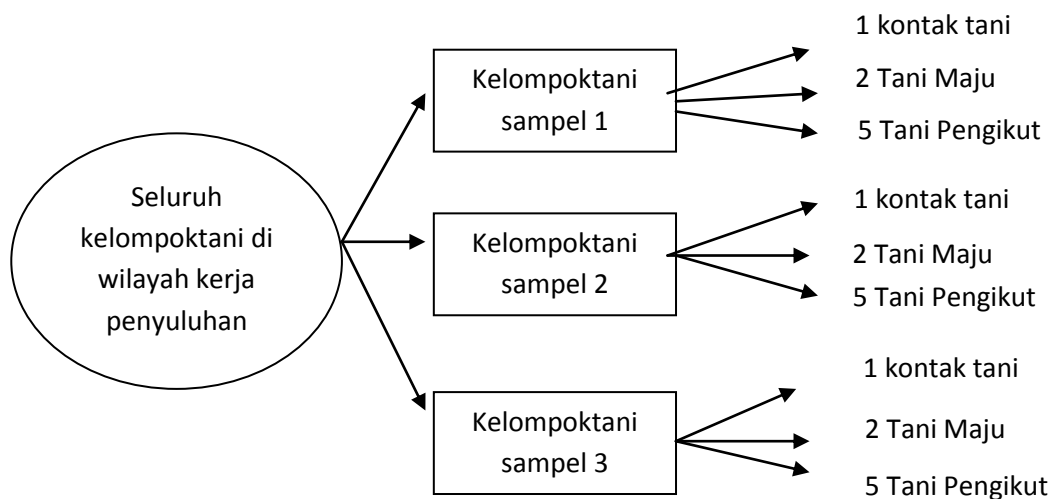 Seluruh
kelompoktani di
wilayah kerja
penyuluhan
Kelompoktani
sampel 1
1 kontak tani
2 Tani Maju
5 Tani Pengikut
Kelompoktani
sampel 2
1 kontak tani
2 Tani Maju
5 Tani Pengikut
Kelompoktani
sampel 3
1 kontak tani
2 Tani Maju
5 Tani Pengikut